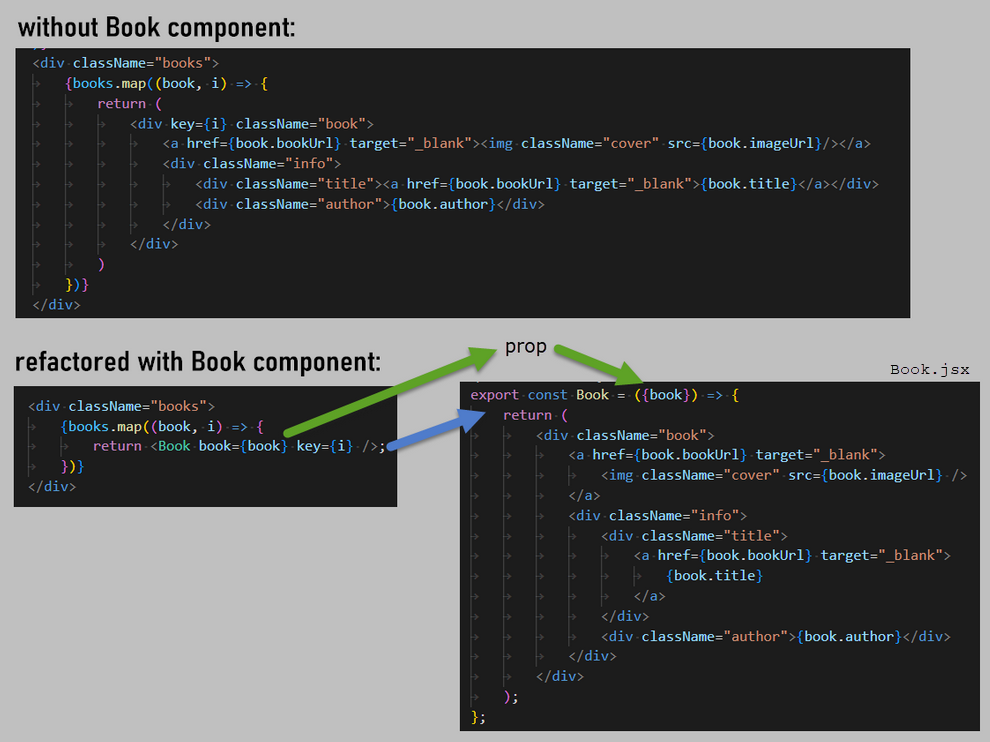 without Book component:
<div className="books">
{books.map((book, i) => {
return (
<div key={i} className="book">
<a href={book.bookUrl} target="_blank"><img className="cover" src={book.imageUrl}/></a>
<div className="info">
<div className="title"><a href={book.bookUrl} target="_blank">{book.title}</a></div>
<div className="author">{book.author}</div>
</div>
</div>
)
})}
</div>
refactored with Book component:
<div className="books">
{books.map((book, i) => {
return <Book book={book} key={i} />;
})}
</div>
prop
Book.jsx
export const Book = ({book}) => {
return (
<div className="book">
<a href={book.bookUrl} target="_blank">
<img className="cover" src={book.imageUrl} />
</a>
<div className="info">
<div className="title">
<a href={book.bookUrl} target="_blank">
{book.title}
</a>
</div>
<div className="author">{book.author}</div>
</div>
</div>
);
};